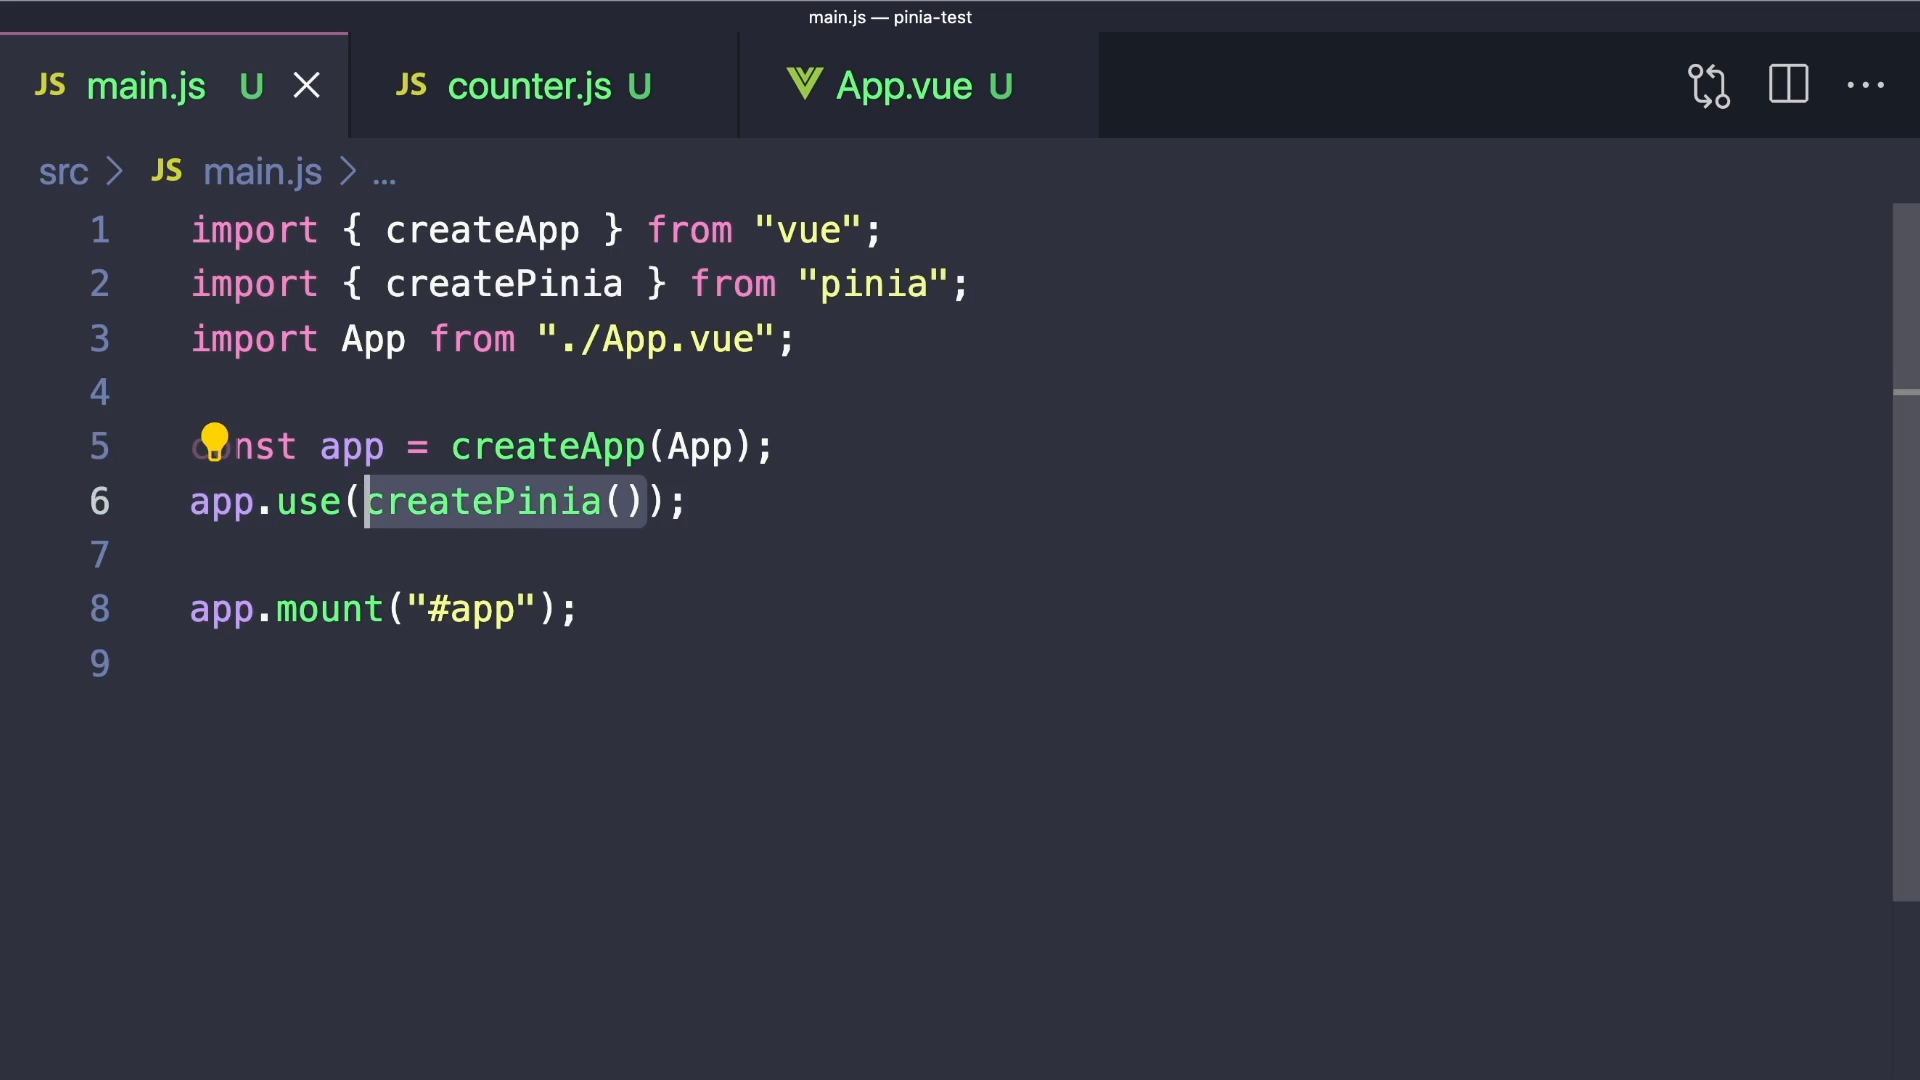 main.js — pinia-test
JS main.js U
JS counter.js U
App.vue U
src > JS main.js > ...
1 import { createApp } from "vue";
2 import { createPinia } from "pinia";
3 import App from "./App.vue";
4
5 const app = createApp(App);
6 app.use(createPinia());
7
8 app.mount("#app");
9